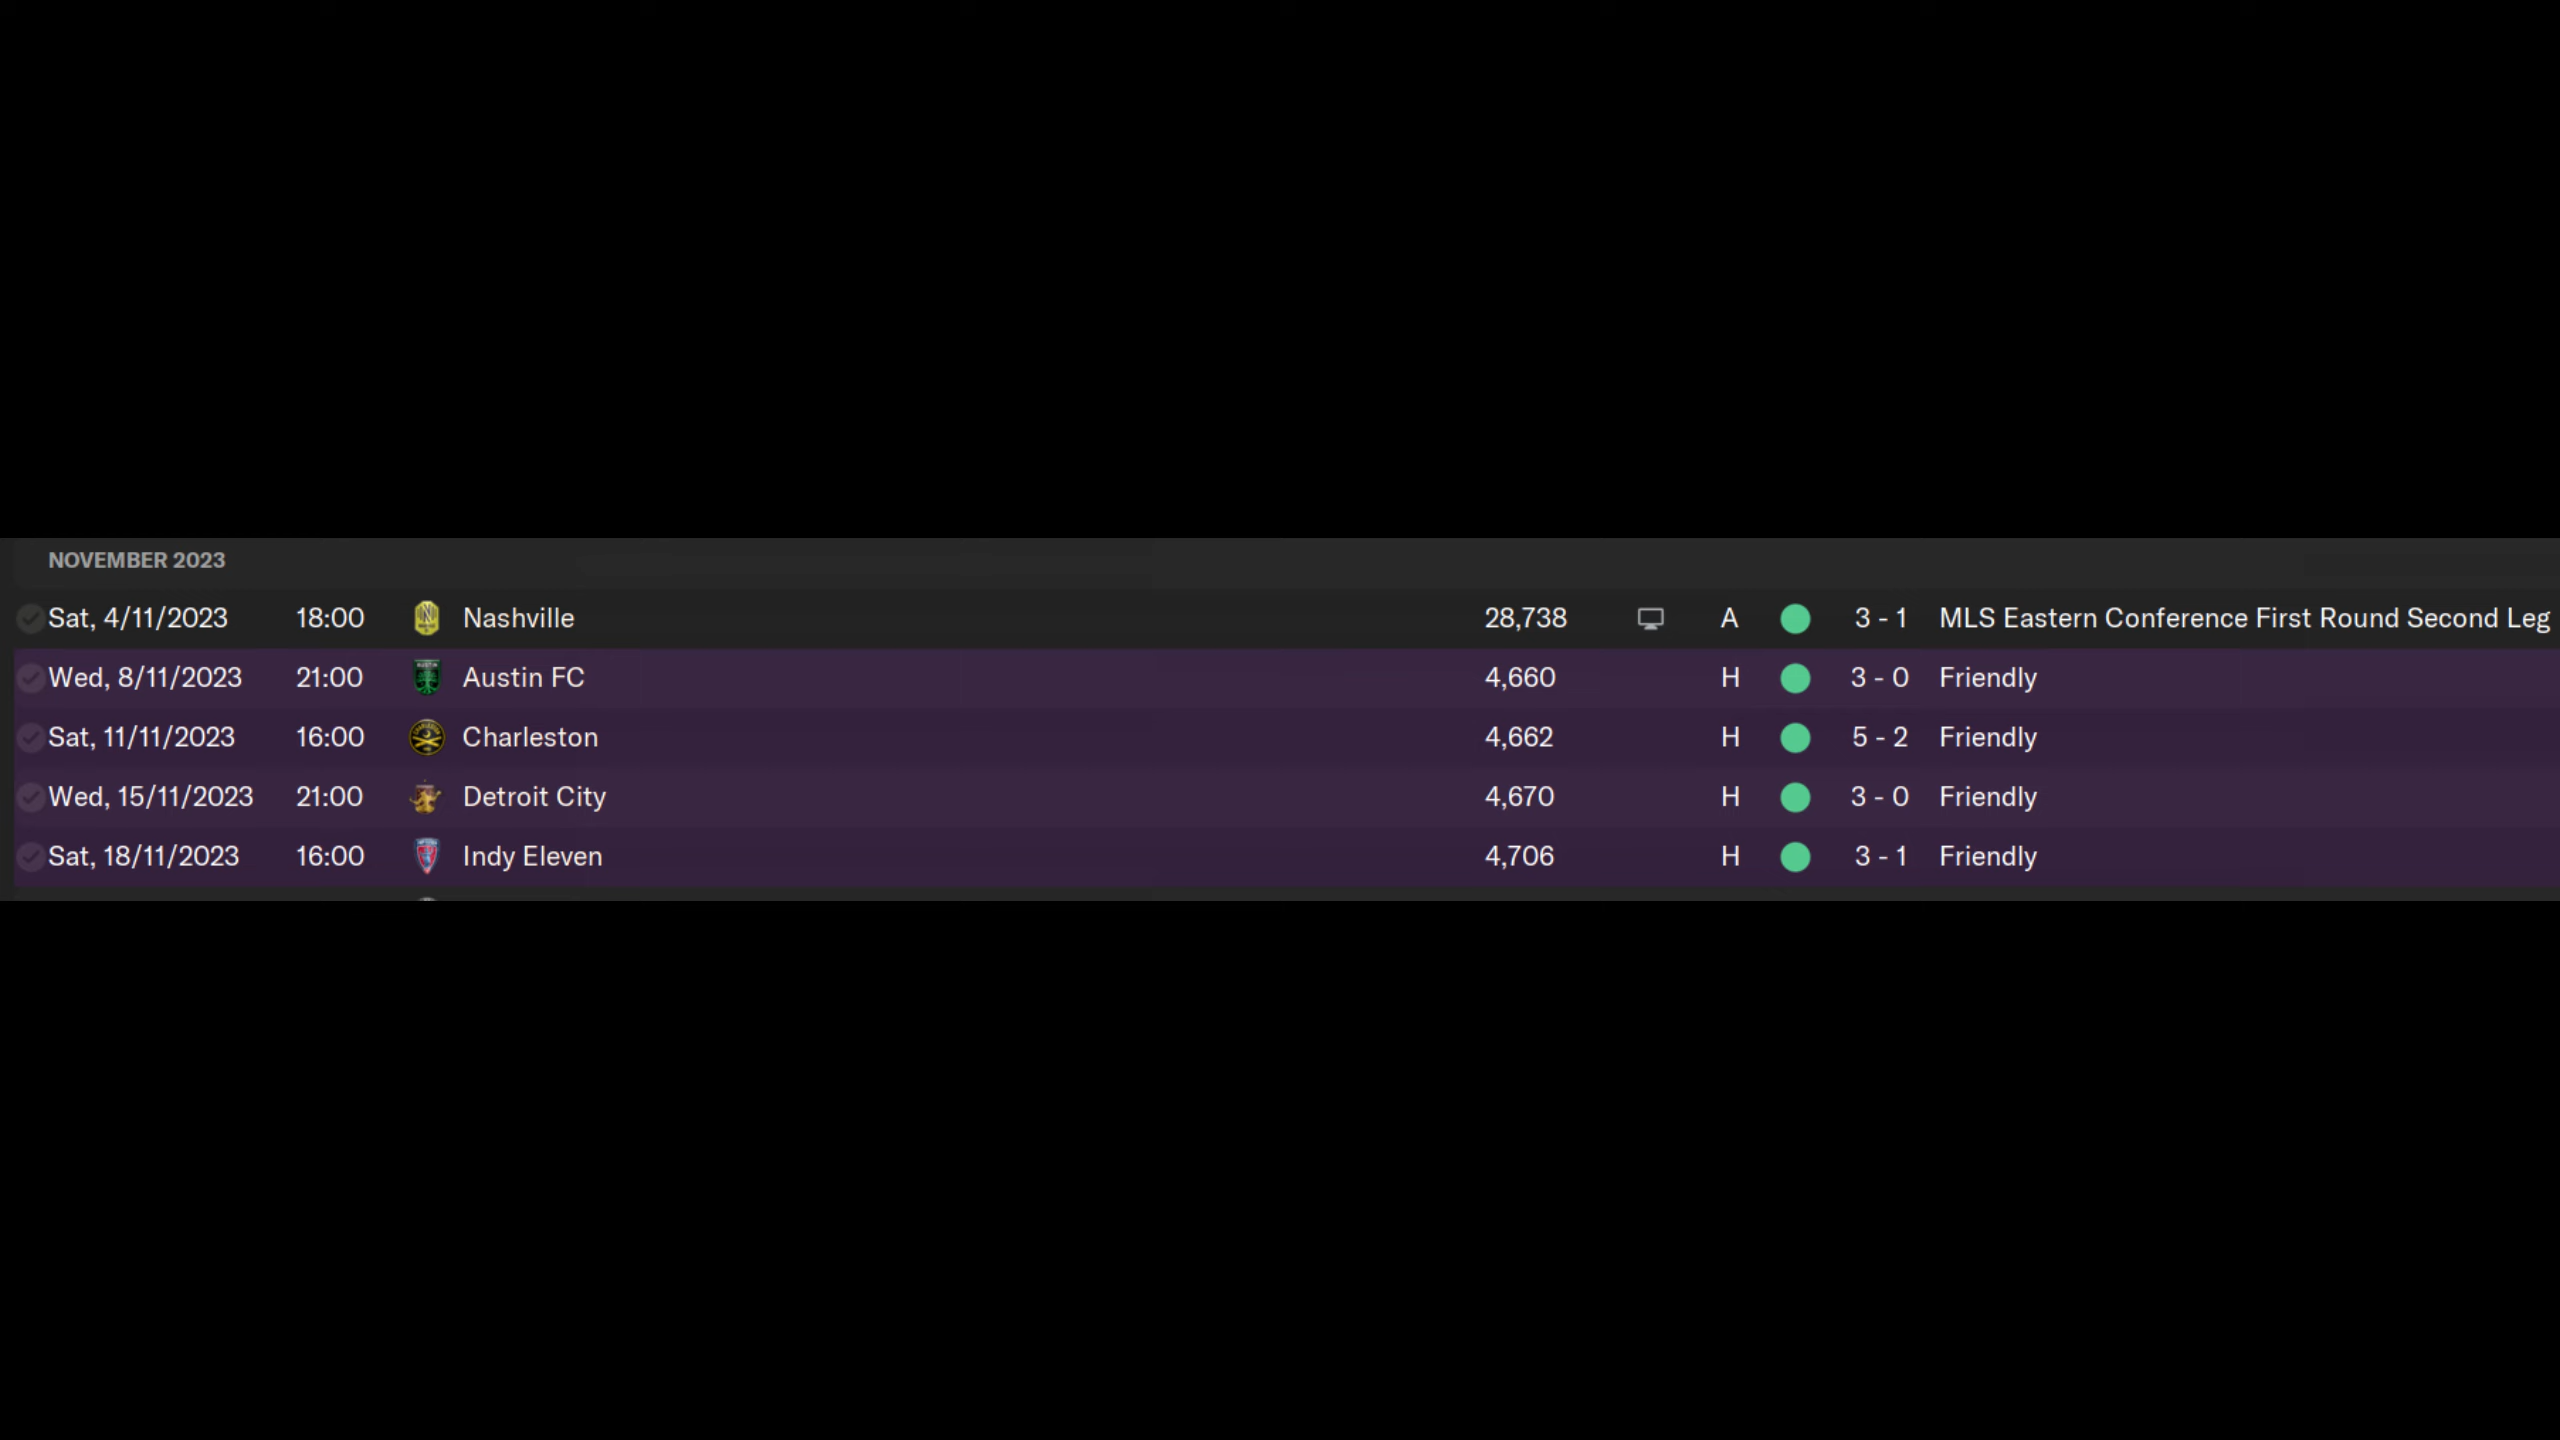 NOVEMBER 2023
Sat, 4/11/2023 18:00 Nashville 28,738 A 3 - 1 MLS Eastern Conference First Round Second Leg
Wed, 8/11/2023 21:00 Austin FC 4,660 H 3 - 0 Friendly
Sat, 11/11/2023 16:00 Charleston 4,662 H 5 - 2 Friendly
Wed, 15/11/2023 21:00 Detroit City 4,670 H 3 - 0 Friendly
Sat, 18/11/2023 16:00 Indy Eleven 4,706 H 3 - 1 Friendly